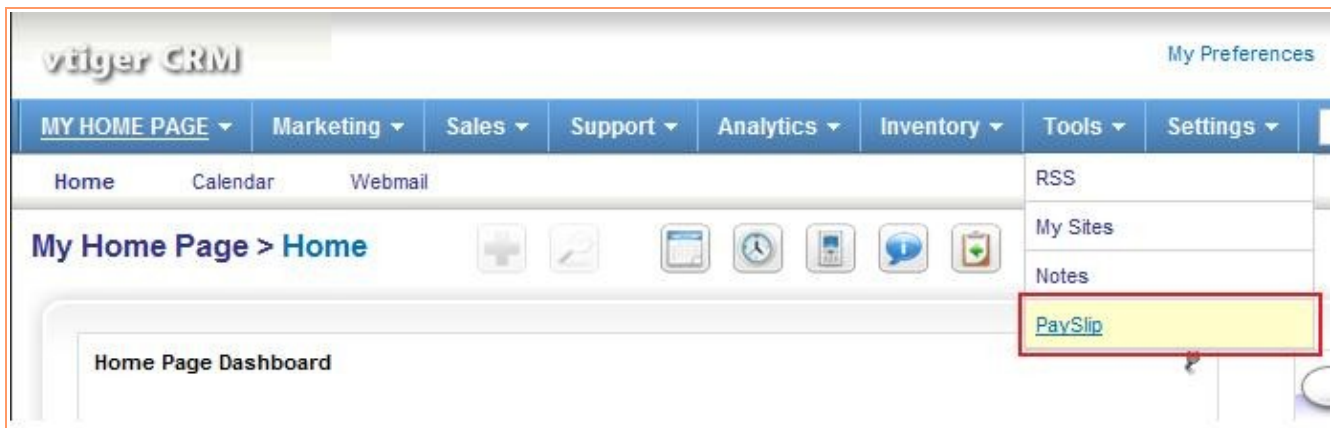 vtiger CRM
My Preferences
MY HOME PAGE Marketing Sales Support Analytics Inventory Tools Settings
Home Calendar Webmail
RSS
My Home Page > Home
My Sites
Notes
PaySlip
Home Page Dashboard